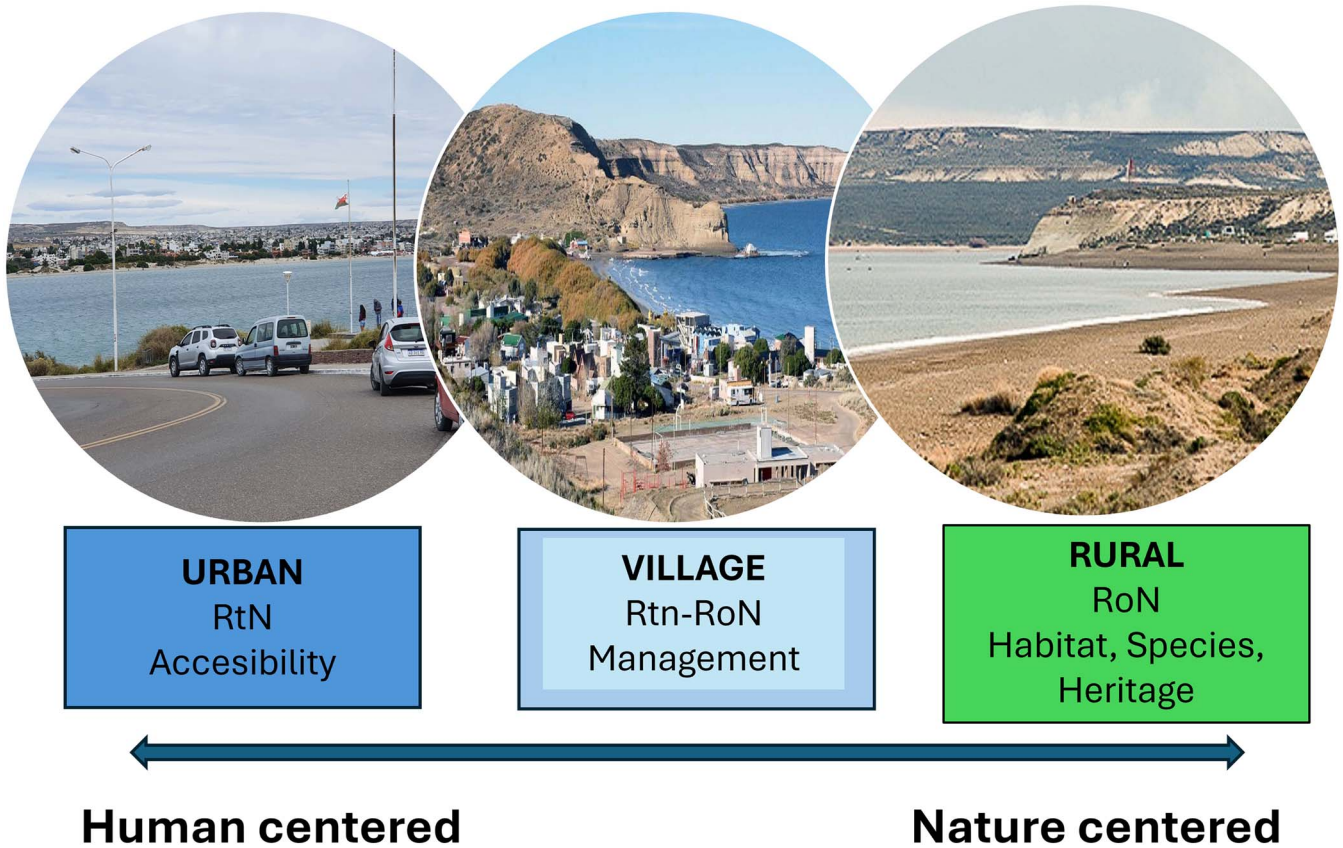 URBAN
RtN
Accesibility
VILLAGE
Rtn-RoN
Management
RURAL
RoN
Habitat, Species,
Heritage
Human centered
Nature centered